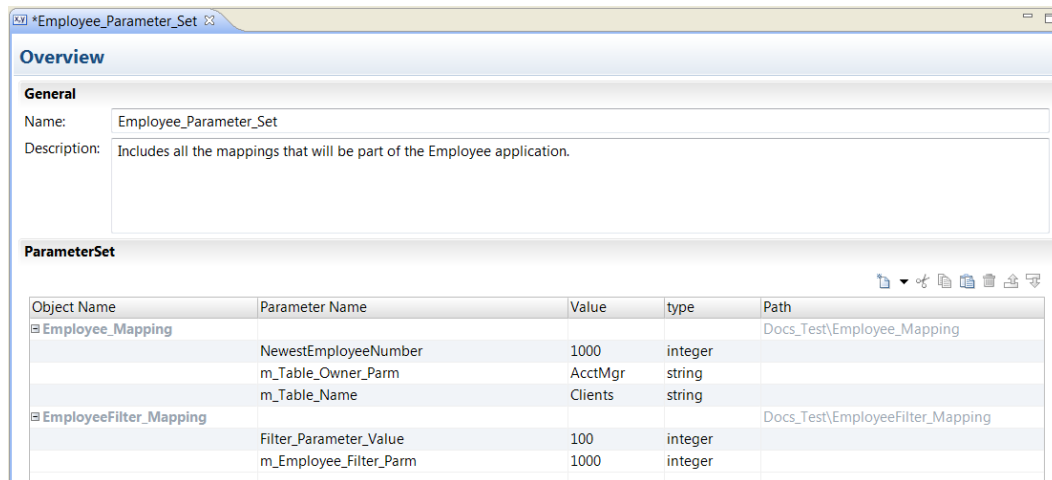 *Employee_Parameter_Set
Overview
General
Name: Employee_Parameter_Set
Description: Includes all the mappings that will be part of the Employee application.
ParameterSet
Object Name Parameter Name Value type Path
Employee_Mapping Docs_Test\Employee_Mapping
NewestEmployeeNumber 1000 integer
m_Table_Owner_Parm AcctMgr string
m_Table_Name Clients string
EmployeeFilter_Mapping Docs_Test\EmployeeFilter_Mapping
Filter_Parameter_Value 100 integer
m_Employee_Filter_Parm 1000 integer